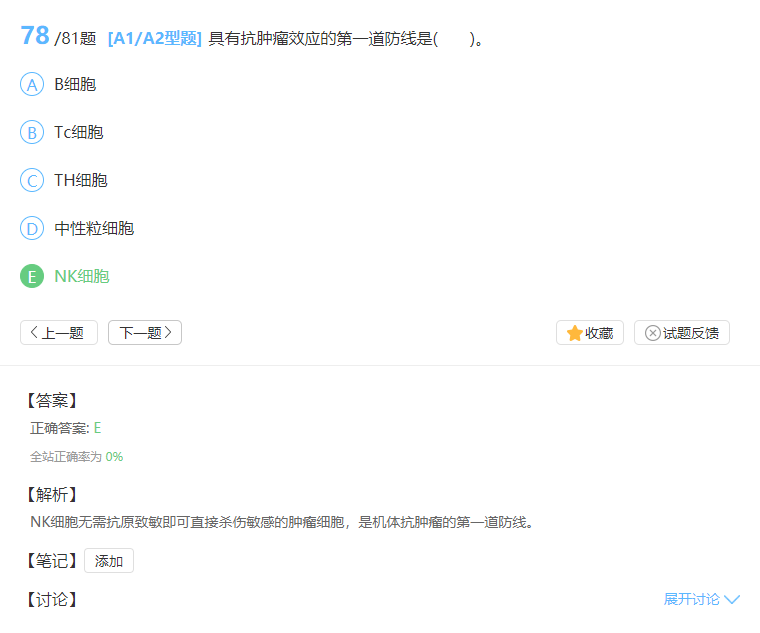 78 /81题 [A1/A2型题] 具有抗肿瘤效应的第一道防线是(　　)。
A B细胞
B Tc细胞
C TH细胞
D 中性粒细胞
E NK细胞
上一题 下一题 收藏 试题反馈
【答案】
正确答案: E
全站正确率为 0%
【解析】
NK细胞无需抗原致敏即可直接杀伤敏感的肿瘤细胞，是机体抗肿瘤的第一道防线。
【笔记】 添加
【讨论】 展开讨论